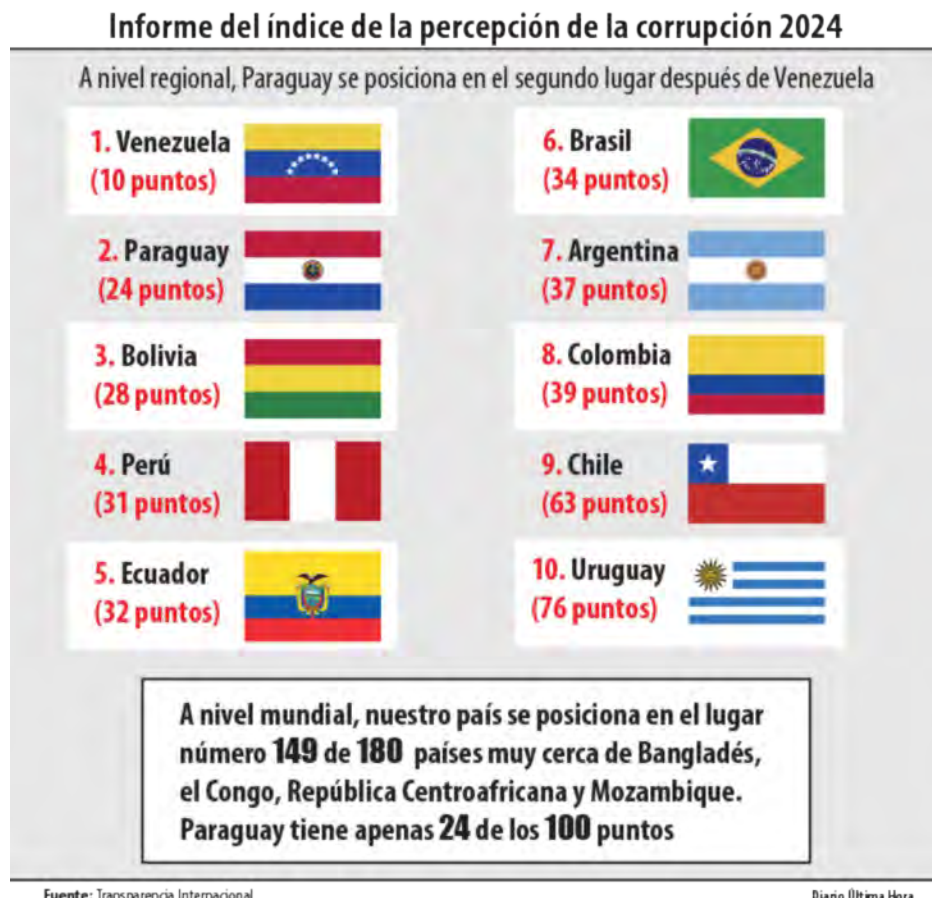 Informe del índice de la percepción de la corrupción 2024
A nivel regional, Paraguay se posiciona en el segundo lugar después de Venezuela
1. Venezuela
(10 puntos)
2. Paraguay
(24 puntos)
3. Bolivia
(28 puntos)
4. Perú
(31 puntos)
5. Ecuador
(32 puntos)
6. Brasil
(34 puntos)
7. Argentina
(37 puntos)
8. Colombia
(39 puntos)
9. Chile
(63 puntos)
10. Uruguay
(76 puntos)
A nivel mundial, nuestro país se posiciona en el lugar
número 149 de 180 países muy cerca de Bangladés,
el Congo, República Centroafricana y Mozambique.
Paraguay tiene apenas 24 de los 100 puntos
Fuente: Transparencia Internacional
Diario Última Hora